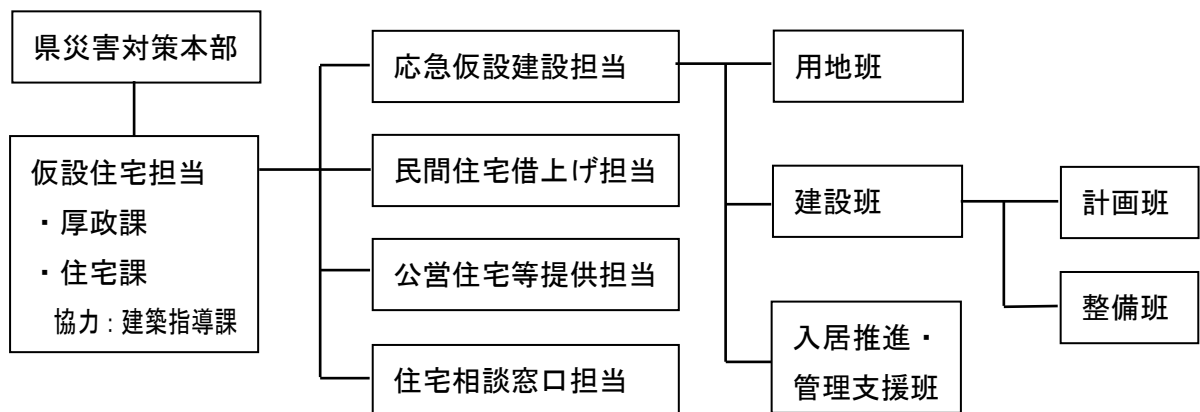 県災害対策本部
仮設住宅担当
・厚政課
・住宅課
協力：建築指導課
応急仮設建設担当
民間住宅借上げ担当
公営住宅等提供担当
住宅相談窓口担当
用地班
建設班
入居推進・
管理支援班
計画班
整備班